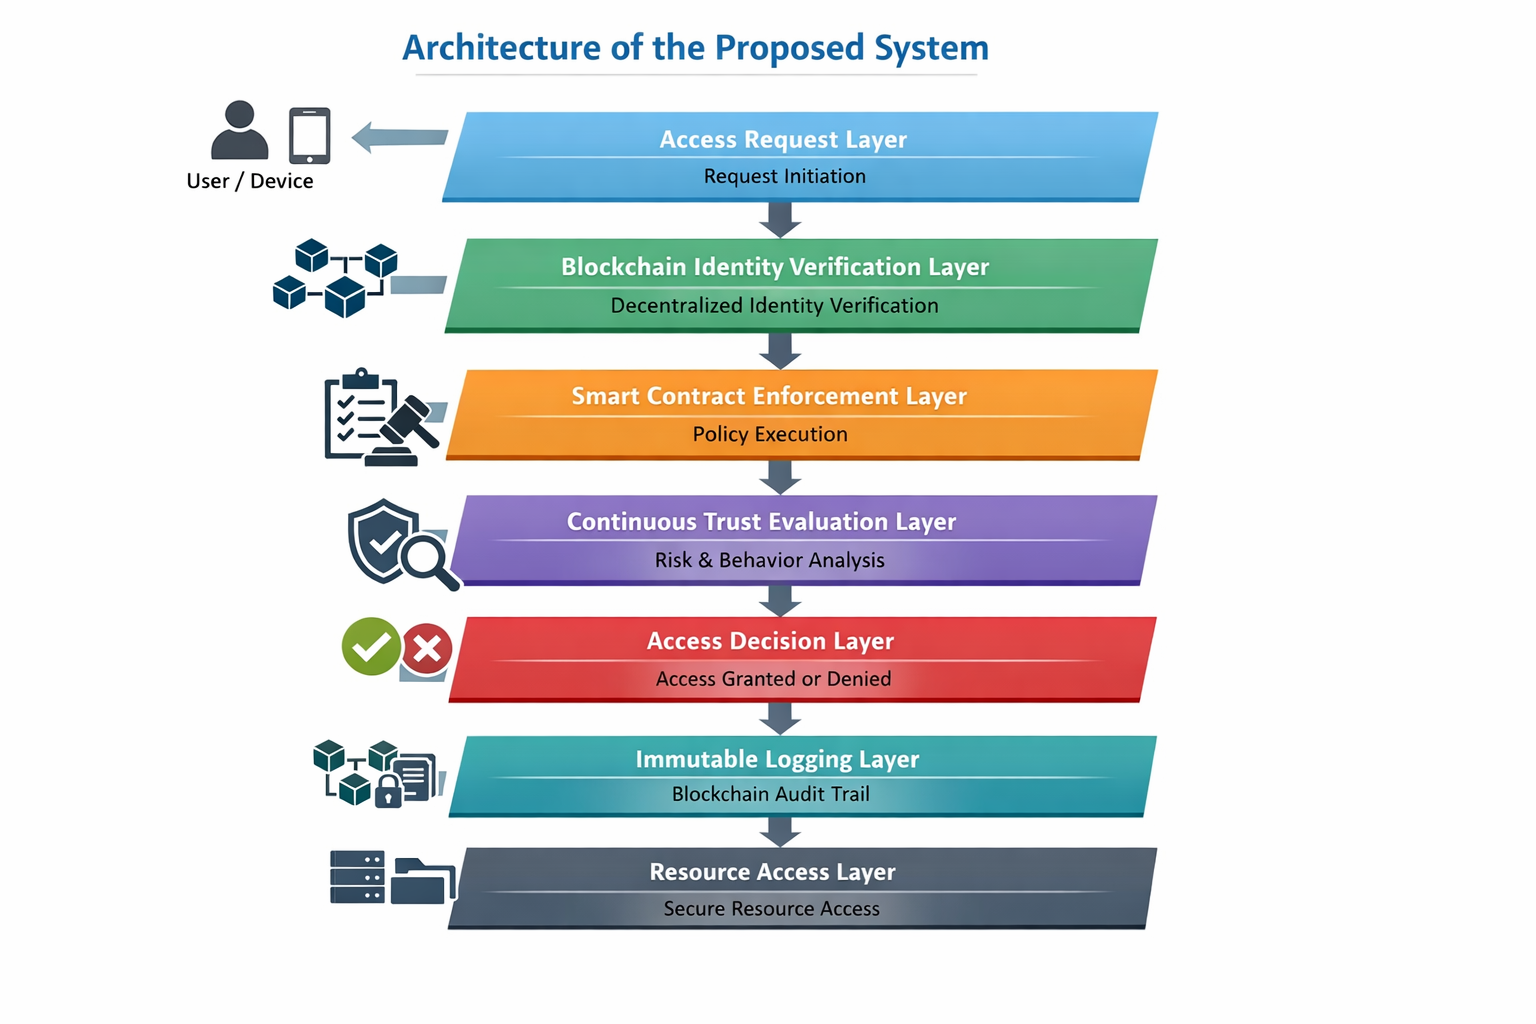 Architecture of the Proposed System
Access Request Layer
Request Initiation
User / Device
Blockchain Identity Verification Layer
Decentralized Identity Verification
Smart Contract Enforcement Layer
Policy Execution
Continuous Trust Evaluation Layer
Risk & Behavior Analysis
Access Decision Layer
Access Granted or Denied
Immutable Logging Layer
Blockchain Audit Trail
Resource Access Layer
Secure Resource Access